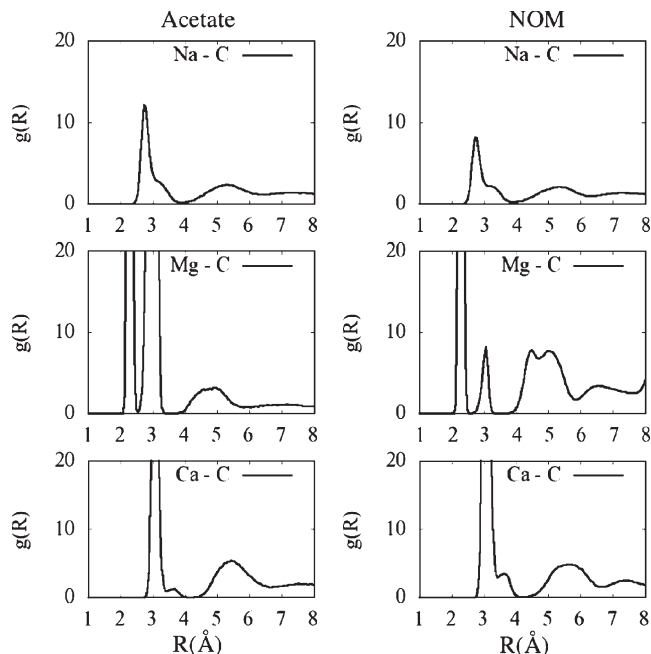 Acetate NOM
20 Na - C 20 Na - C
g(R) 10 g(R) 10
0 0
1 2 3 4 5 6 7 8 1 2 3 4 5 6 7 8
20 Mg - C 20 Mg - C
g(R) 10 g(R) 10
0 0
1 2 3 4 5 6 7 8 1 2 3 4 5 6 7 8
20 Ca - C 20 Ca - C
g(R) 10 g(R) 10
0 0
1 2 3 4 5 6 7 8 1 2 3 4 5 6 7 8
R(Å) R(Å)